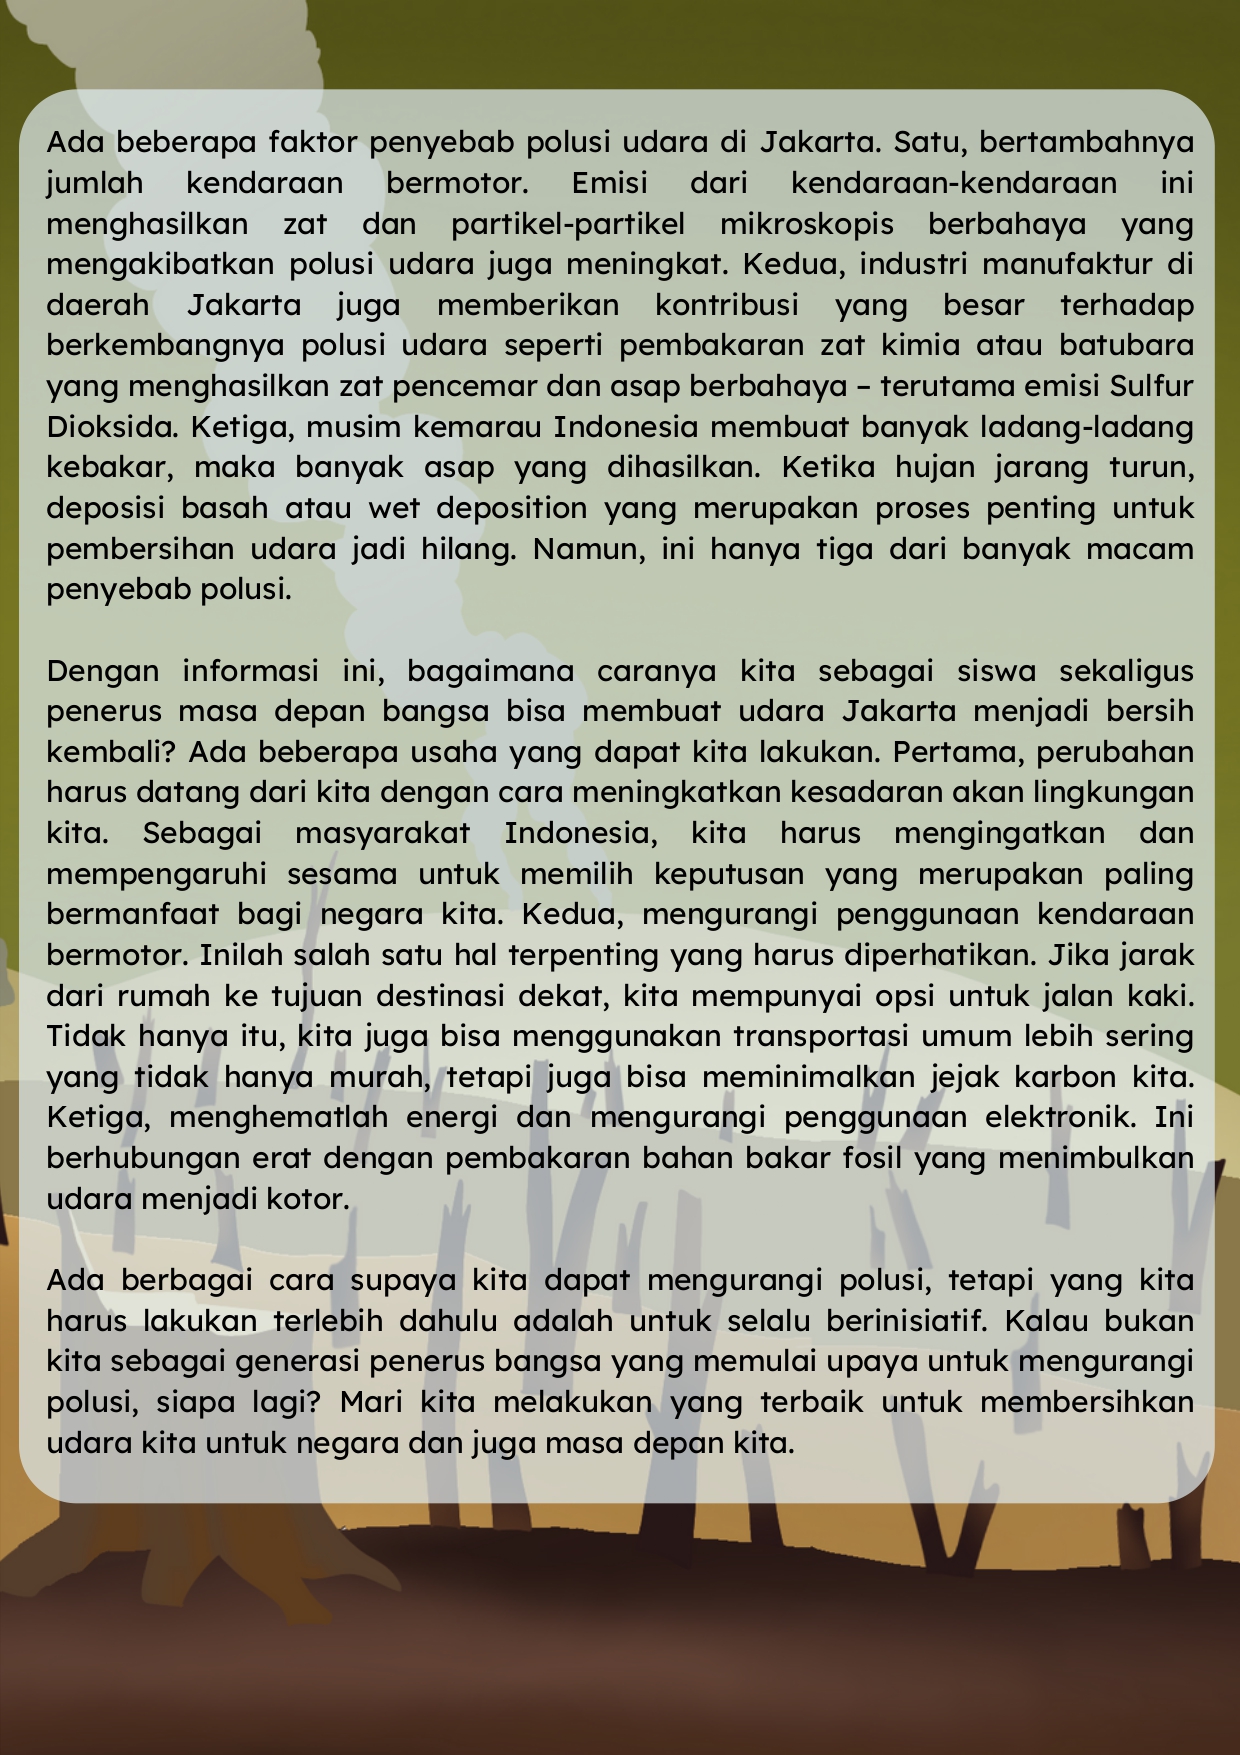 Ada beberapa faktor penyebab polusi udara di Jakarta. Satu, bertambahnya
jumlah kendaraan bermotor. Emisi dari kendaraan-kendaraan ini
menghasilkan zat dan partikel-partikel mikroskopis berbahaya yang
mengakibatkan polusi udara juga meningkat. Kedua, industri manufaktur di
daerah Jakarta juga memberikan kontribusi yang besar terhadap
berkembangnya polusi udara seperti pembakaran zat kimia atau batubara
yang menghasilkan zat pencemar dan asap berbahaya – terutama emisi Sulfur
Dioksida. Ketiga, musim kemarau Indonesia membuat banyak ladang-ladang
kebakar, maka banyak asap yang dihasilkan. Ketika hujan jarang turun,
deposisi basah atau wet deposition yang merupakan proses penting untuk
pembersihan udara jadi hilang. Namun, ini hanya tiga dari banyak macam
penyebab polusi.
Dengan informasi ini, bagaimana caranya kita sebagai siswa sekaligus
penerus masa depan bangsa bisa membuat udara Jakarta menjadi bersih
kembali? Ada beberapa usaha yang dapat kita lakukan. Pertama, perubahan
harus datang dari kita dengan cara meningkatkan kesadaran akan lingkungan
kita. Sebagai masyarakat Indonesia, kita harus mengingatkan dan
mempengaruhi sesama untuk memilih keputusan yang merupakan paling
bermanfaat bagi negara kita. Kedua, mengurangi penggunaan kendaraan
bermotor. Inilah salah satu hal terpenting yang harus diperhatikan. Jika jarak
dari rumah ke tujuan destinasi dekat, kita mempunyai opsi untuk jalan kaki.
Tidak hanya itu, kita juga bisa menggunakan transportasi umum lebih sering
yang tidak hanya murah, tetapi juga bisa meminimalkan jejak karbon kita.
Ketiga, menghematlah energi dan mengurangi penggunaan elektronik. Ini
berhubungan erat dengan pembakaran bahan bakar fosil yang menimbulkan
udara menjadi kotor.
Ada berbagai cara supaya kita dapat mengurangi polusi, tetapi yang kita
harus lakukan terlebih dahulu adalah untuk selalu berinisiatif. Kalau bukan
kita sebagai generasi penerus bangsa yang memulai upaya untuk mengurangi
polusi, siapa lagi? Mari kita melakukan yang terbaik untuk membersihkan
udara kita untuk negara dan juga masa depan kita.